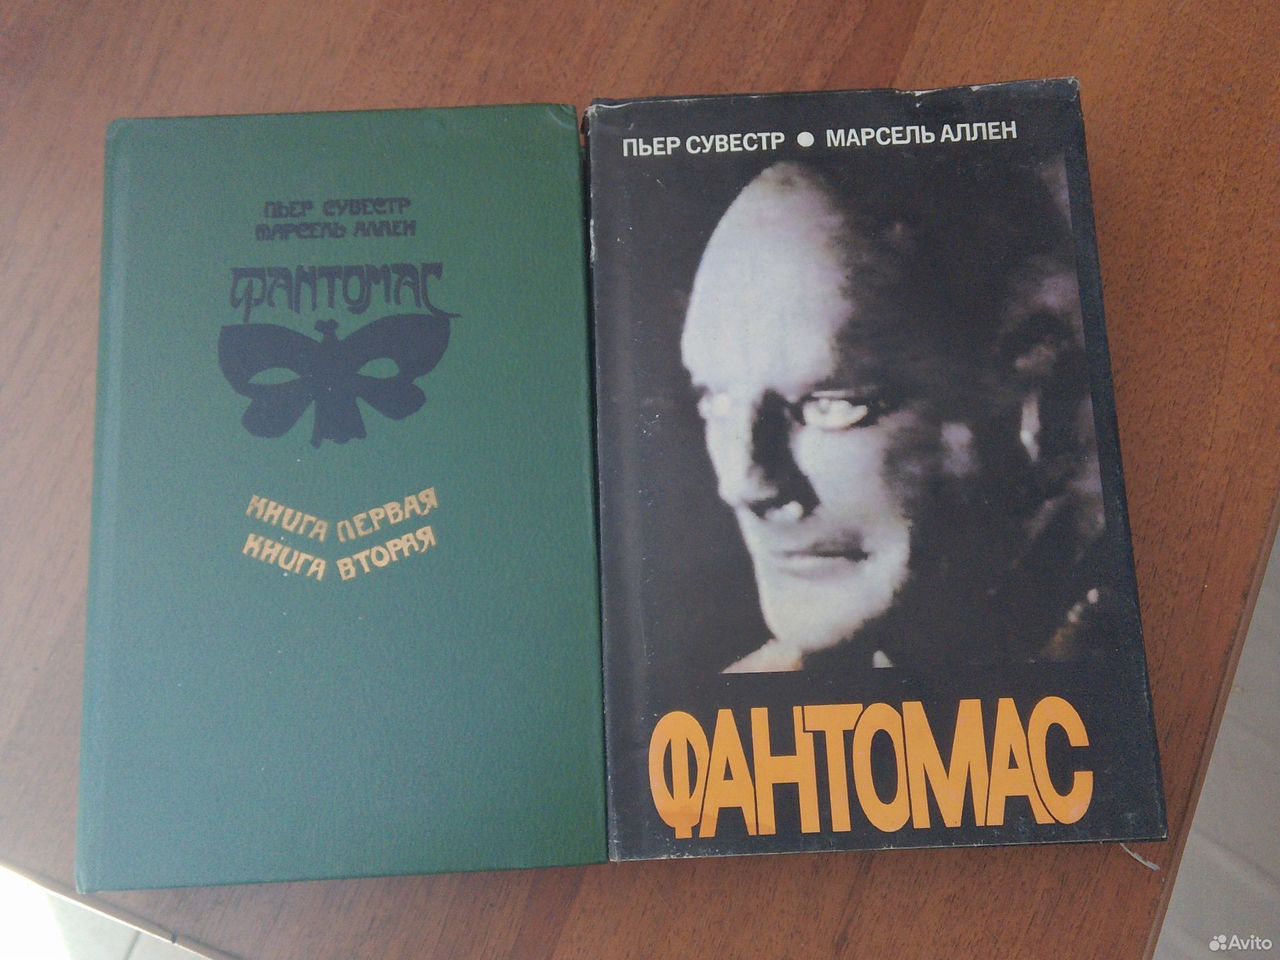 ПЬЕР СУВЕСТР
МАРСЕЛЬ АЛЛЕН
ФАНТОМАС
КНИГА ПЕРВАЯ
КНИГА ВТОРАЯ
ПЬЕР СУВЕСТР ● МАРСЕЛЬ АЛЛЕН
ФАНТОМАС
Avito